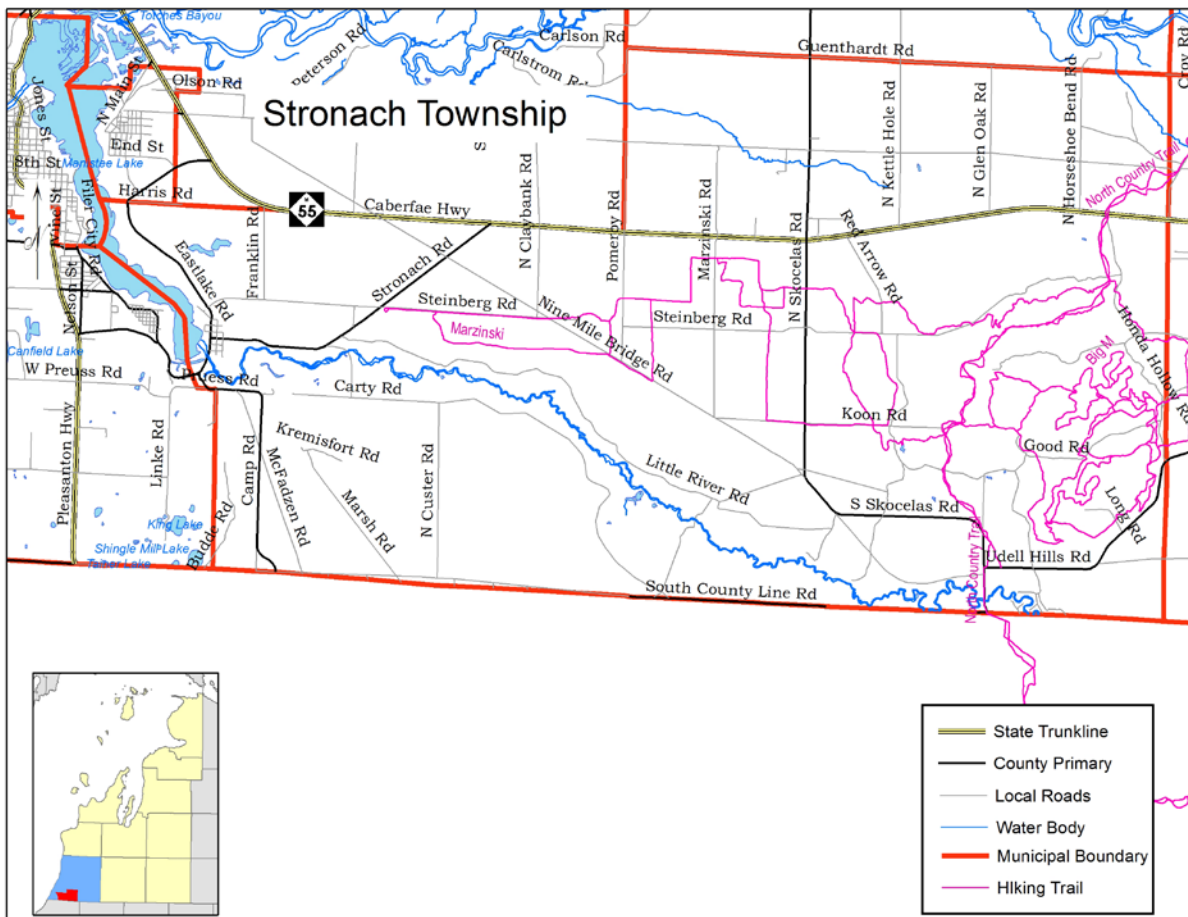 Torches Bayou
Carlson Rd
Guenthardt Rd
Croy Rd
Peterson Rd
Carlstrom Rd
N Main St
Olson Rd
Jones St
Stronach Township
N Kettle Hole Rd
N Glen Oak Rd
N Horseshoe Bend Rd
End St
S
8th St
Manistee Lake
North Country Trail
Harris Rd
M
55
Caberfae Hwy
Vine St
Filer City Rd
Franklin Rd
Eastlake Rd
Stronach Rd
N Claybank Rd
Pomeroy Rd
Marzinski Rd
N Skocelas Rd
Red Arrow Rd
Nelson St
Steinberg Rd
Nine Mile Bridge Rd
Steinberg Rd
Marzinski
Honda Hollow Rd
Big M
Canfield Lake
W Preuss Rd
Carty Rd
Koon Rd
Pleasanton Hwy
Linke Rd
Camp Rd
McFadzen Rd
Kremisfort Rd
Marsh Rd
N Custer Rd
Little River Rd
Good Rd
Long Rd
S Skocelas Rd
King Lake
Shingle Mill Lake
Budde Rd
North Country Trail
Udell Hills Rd
South County Line Rd
State Trunkline
County Primary
Local Roads
Water Body
Municipal Boundary
HIking Trail